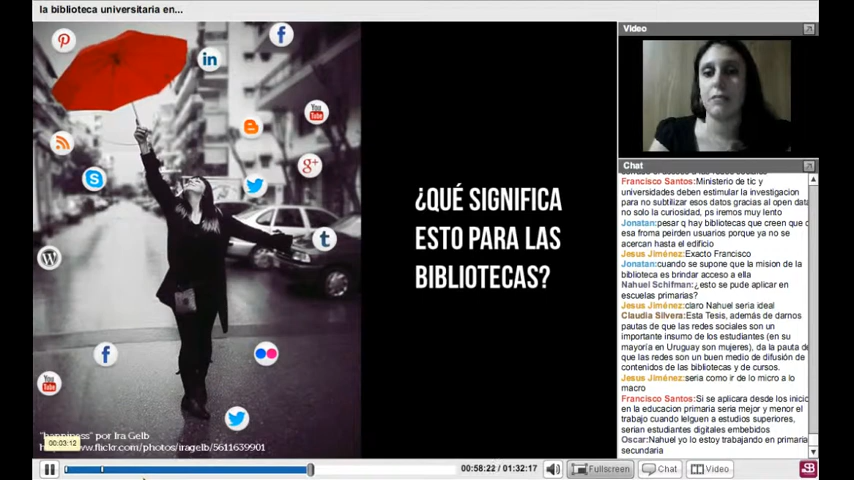 la biblioteca universitaria en...
¿QUÉ SIGNIFICA
ESTO PARA LAS
BIBLIOTECAS?
"happiness" por Ira Gelb
www.flickr.com/photos/iragelb/5611639901
00:03:12
Video
Chat
Francisco Santos:Ministerio de tic y
universidades deben estimular la investigacion
para no subtilizar esos datos gracias al open data
no solo la curiosidad, ps iremos muy lento
Jonatan:pesar q hay bibliotecas que creen que
esa froma peirden usuarios porque ya no se
acercan hasta el edificio
Jesus Jiménez:Exacto Francisco
Jonatan:cuando se supone que la mision de la
biblioteca es brindar acceso a ella
Nahuel Schifman:¿esto se pude aplicar en
escuelas primarias?
Jesus Jiménez:claro Nahuel seria ideal
Claudia Silvera:Esta Tesis, además de darnos
pautas de que las redes sociales son un
importante insumo de los estudiantes (en su
mayoría en Uruguay son mujeres), da la pauta de
que las redes son un buen medio de difusión de
contenidos de las bibliotecas y de cursos.
Jesus Jiménez:seria como ir de lo micro a lo
macro
Francisco Santos:Si se aplicara desde los inicio
en la educacion primaria seria mejor y menor el
trabajo cuando lelguen a estudios superiores,
serian estudiantes digitales embebidos
Oscar:Nahuel yo lo estoy trabajando en primaria
secundaria
00:58:22 / 01:32:17
Fullscreen
Chat
Video